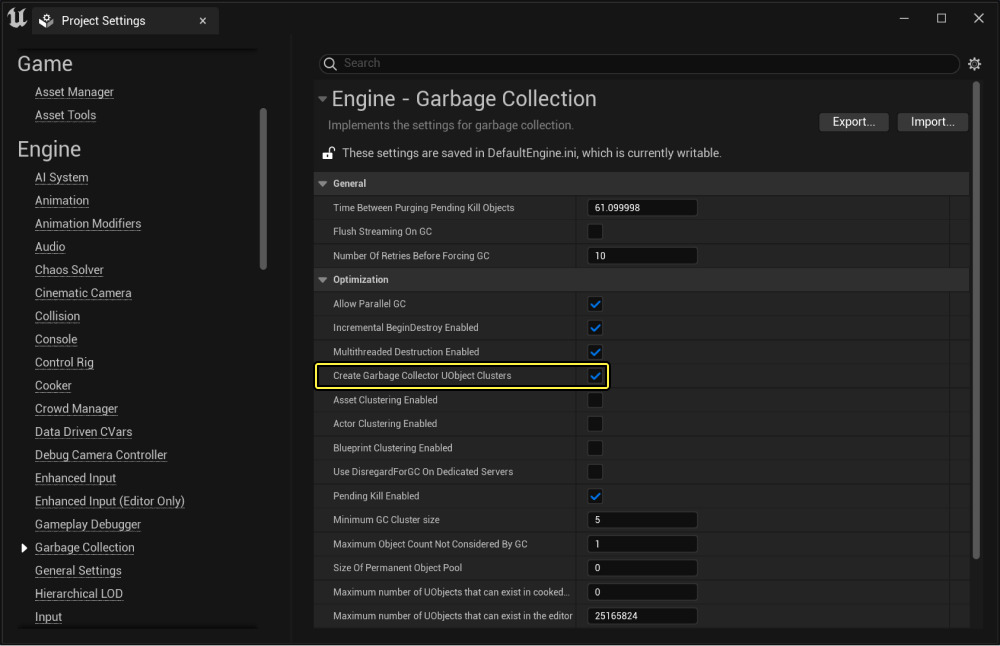 Project Settings
Game
Asset Manager
Asset Tools
Engine
AI System
Animation
Animation Modifiers
Audio
Chaos Solver
Cinematic Camera
Collision
Console
Control Rig
Cooker
Crowd Manager
Data Driven CVars
Debug Camera Controller
Enhanced Input
Enhanced Input (Editor Only)
Gameplay Debugger
Garbage Collection
General Settings
Hierarchical LOD
Input
Search
Engine - Garbage Collection
Implements the settings for garbage collection.
Export... Import...
These settings are saved in DefaultEngine.ini, which is currently writable.
General
Time Between Purging Pending Kill Objects 61.099998
Flush Streaming On GC
Number Of Retries Before Forcing GC 10
Optimization
Allow Parallel GC
Incremental BeginDestroy Enabled
Multithreaded Destruction Enabled
Create Garbage Collector UObject Clusters
Asset Clustering Enabled
Actor Clustering Enabled
Blueprint Clustering Enabled
Use DisregardForGC On Dedicated Servers
Pending Kill Enabled
Minimum GC Cluster size 5
Maximum Object Count Not Considered By GC 1
Size Of Permanent Object Pool 0
Maximum number of UObjects that can exist in cooked... 0
Maximum number of UObjects that can exist in the editor 25165824